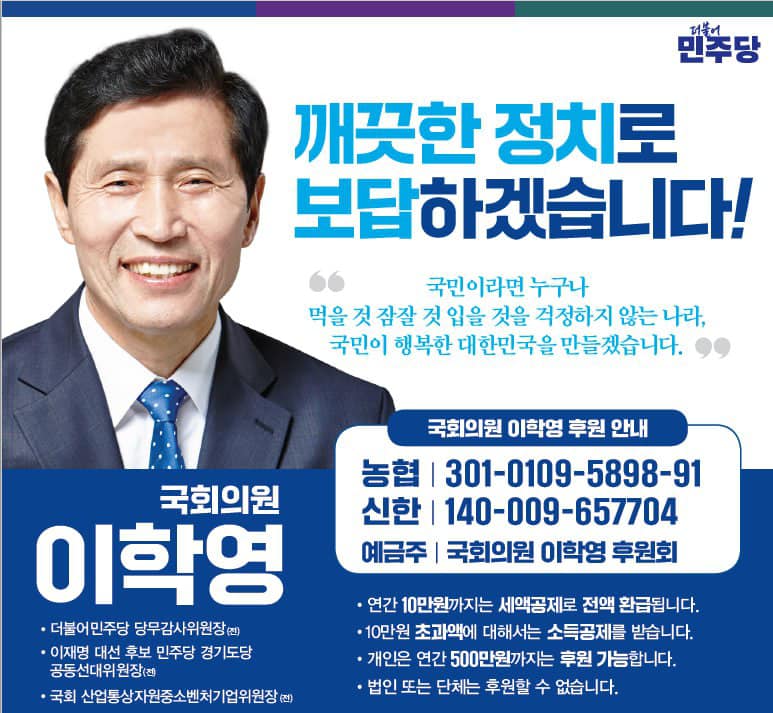 더불어
민주당
깨끗한 정치로
보답하겠습니다!
“ 국민이라면 누구나
먹을 것 잠잘 것 입을 것을 걱정하지 않는 나라,
국민이 행복한 대한민국을 만들겠습니다. ”
국회의원 이학영 후원 안내
농협 | 301-0109-5898-91
신한 | 140-009-657704
예금주 | 국회의원 이학영 후원회
국회의원
이학영
• 더불어민주당 당무감사위원장(전)
• 이재명 대선 후보 민주당 경기도당
공동선대위원장(전)
• 국회 산업통상자원중소벤처기업위원장(전)
• 연간 10만원까지는 세액공제로 전액 환급됩니다.
• 10만원 초과액에 대해서는 소득공제를 받습니다.
• 개인은 연간 500만원까지는 후원 가능합니다.
• 법인 또는 단체는 후원할 수 없습니다.